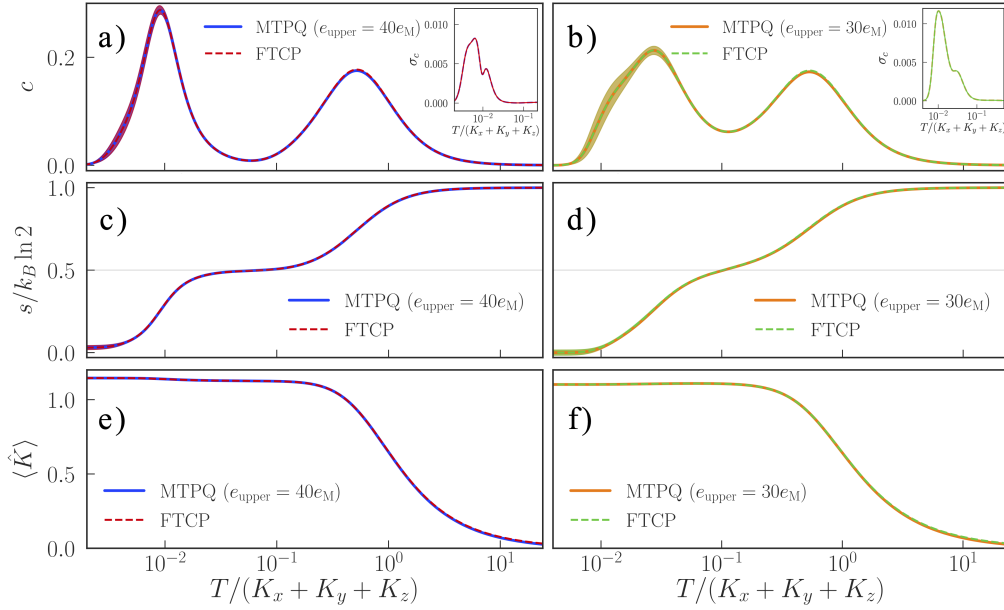 a)
MTPQ (e_upper = 40e_M)
FTCP
0.2
0.0
c
0.010
0.005
0.000
σ_c
10^−2
10^−1
T/(K_x + K_y + K_z)
b)
MTPQ (e_upper = 30e_M)
FTCP
0.010
0.005
0.000
σ_c
10^−2
10^−1
T/(K_x + K_y + K_z)
c)
1.0
0.5
0.0
s/k_B ln 2
MTPQ (e_upper = 40e_M)
FTCP
d)
MTPQ (e_upper = 30e_M)
FTCP
e)
1.0
0.5
0.0
⟨K̂⟩
MTPQ (e_upper = 40e_M)
FTCP
10^−2
10^−1
10^0
10^1
T/(K_x + K_y + K_z)
f)
MTPQ (e_upper = 30e_M)
FTCP
10^−2
10^−1
10^0
10^1
T/(K_x + K_y + K_z)